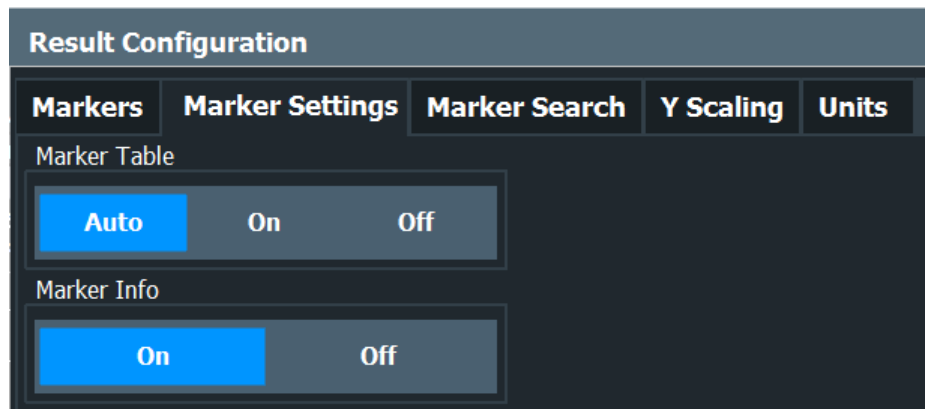 Result Configuration
Markers Marker Settings Marker Search Y Scaling Units
Marker Table
Auto On Off
Marker Info
On Off